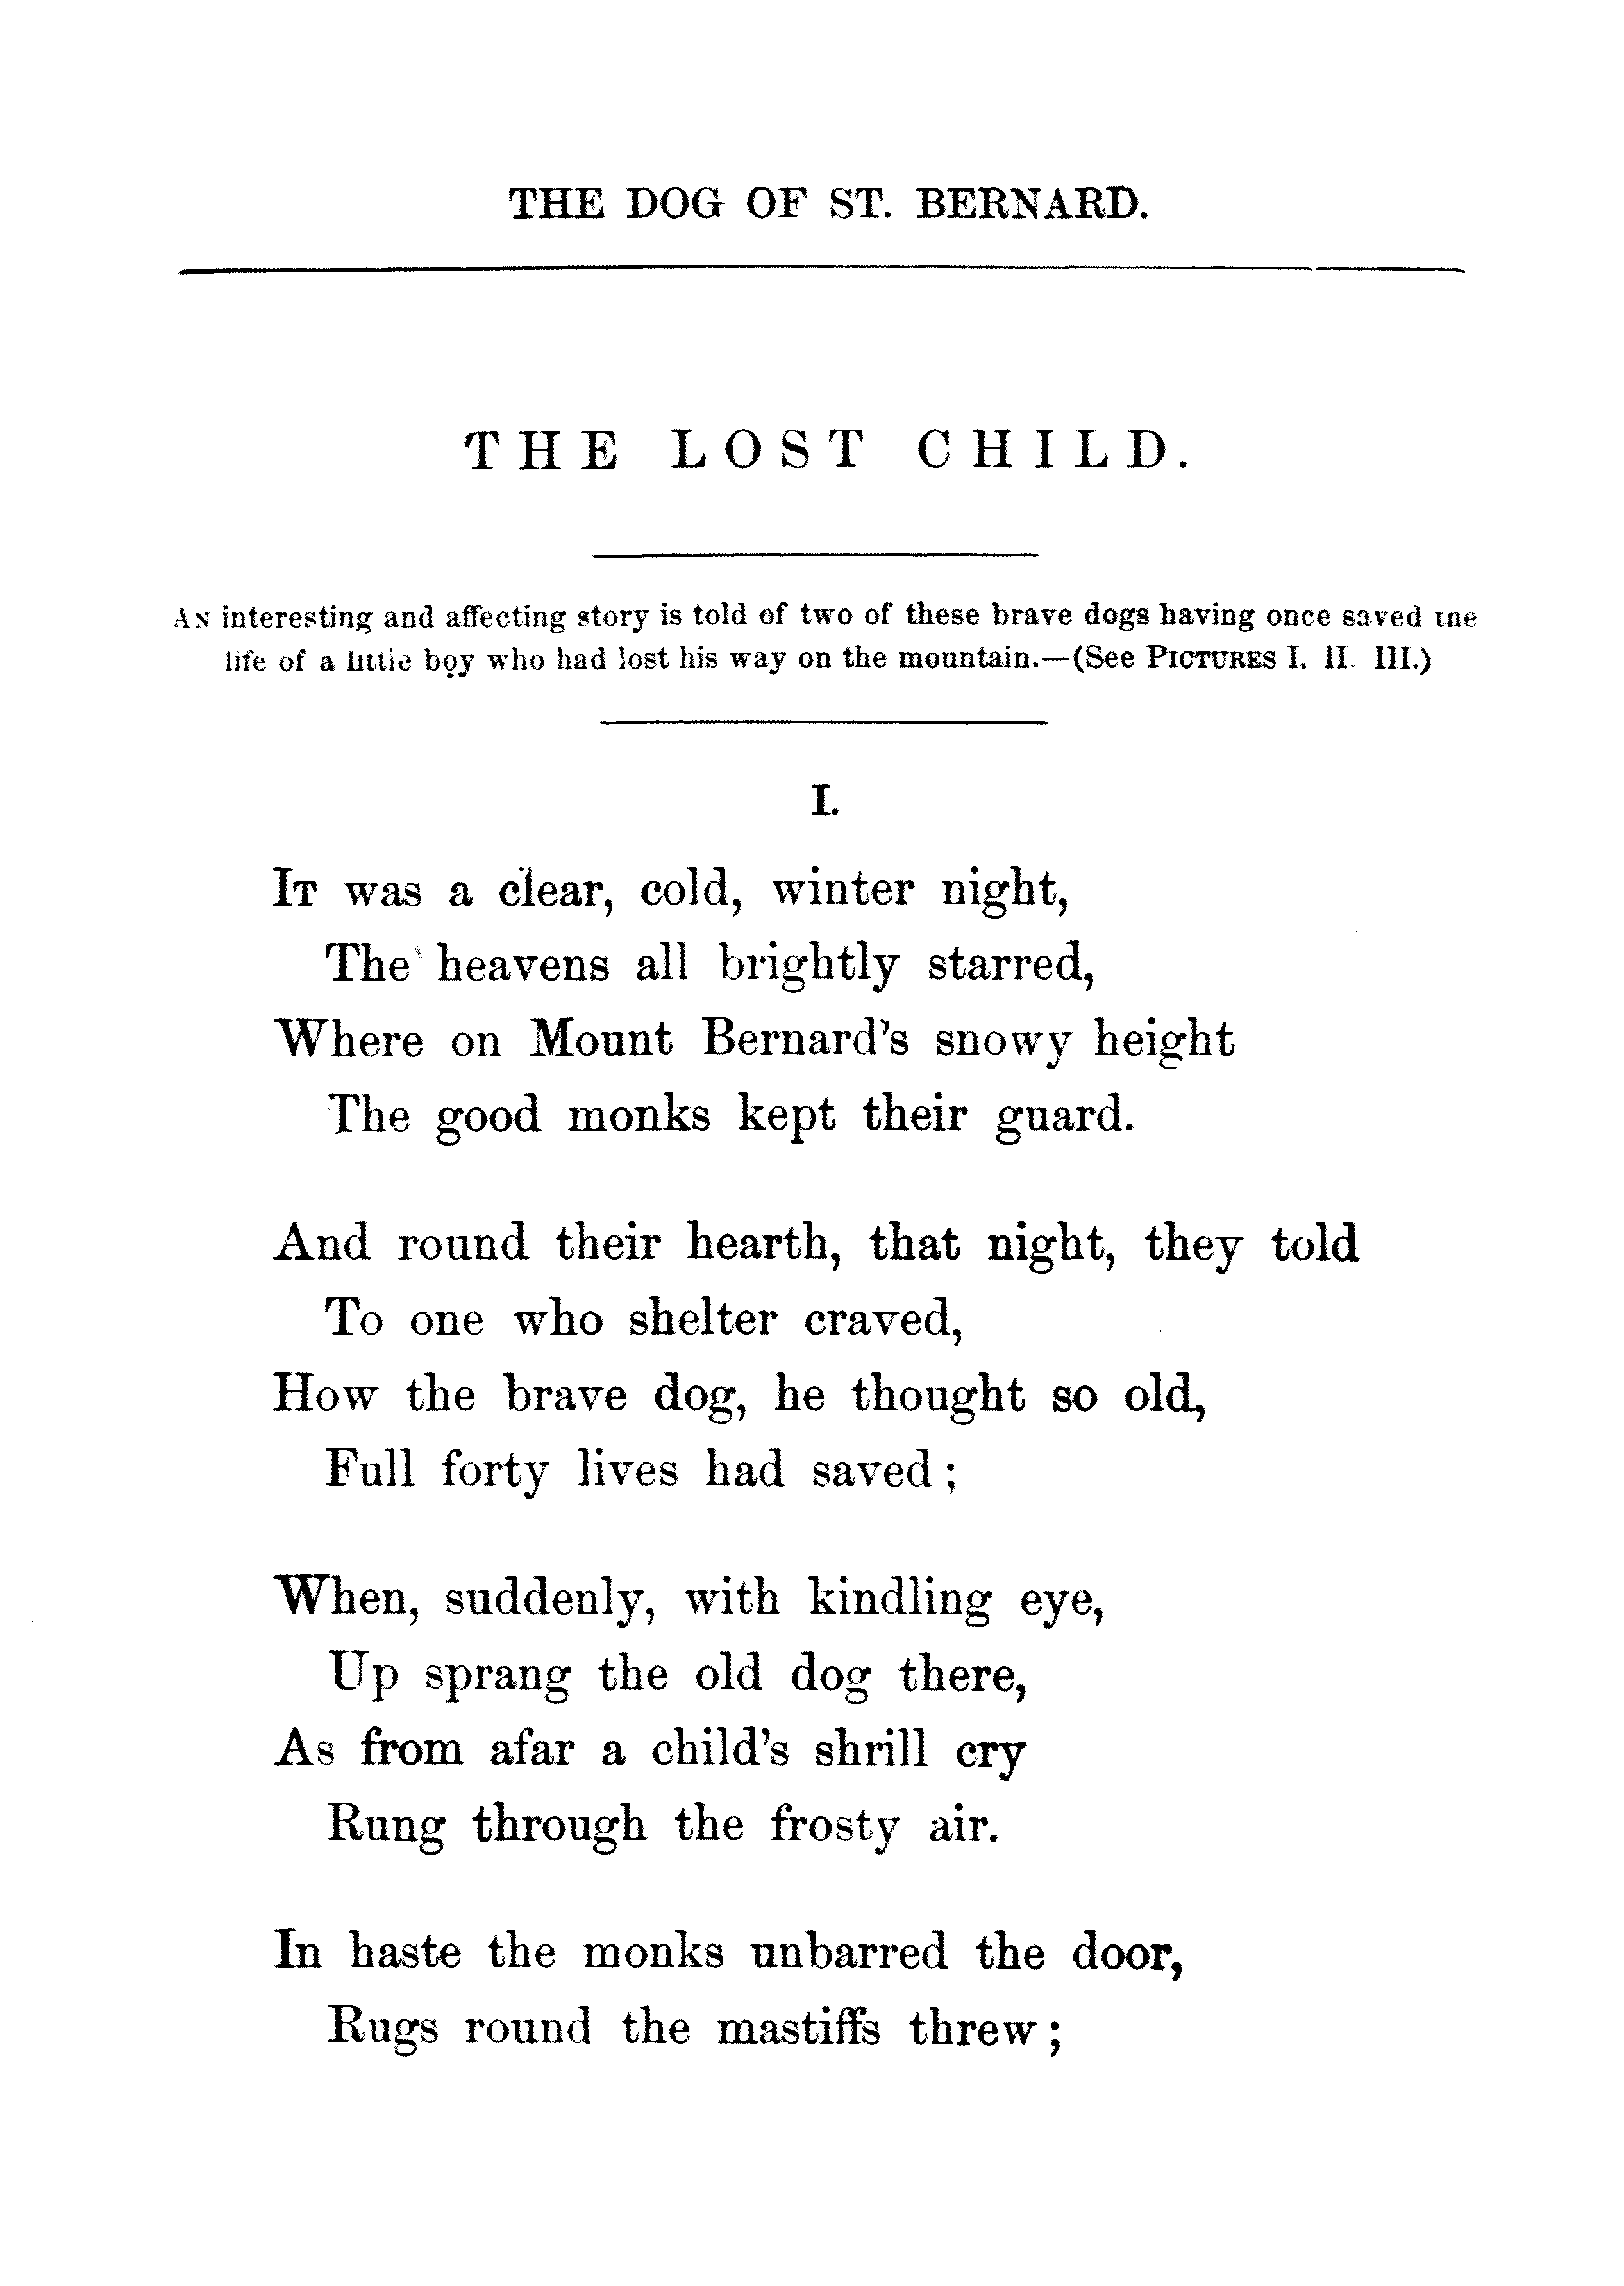 THE DOG OF ST. BERNARD.
THE LOST CHILD.
AN interesting and affecting story is told of two of these brave dogs having once saved the
life of a little boy who had lost his way on the mountain.—(See PICTURES I. II. III.)
I.
IT was a clear, cold, winter night,
The heavens all brightly starred,
Where on Mount Bernard's snowy height
The good monks kept their guard.
And round their hearth, that night, they told
To one who shelter craved,
How the brave dog, he thought so old,
Full forty lives had saved;
When, suddenly, with kindling eye,
Up sprang the old dog there,
As from afar a child's shrill cry
Rung through the frosty air.
In haste the monks unbarred the door,
Rugs round the mastiffs threw;